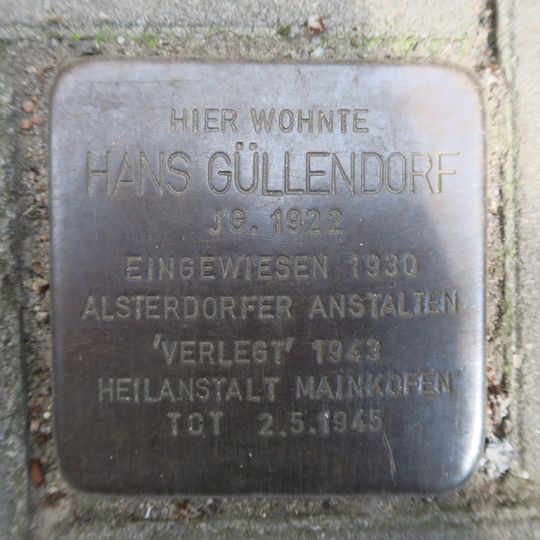 HIER WOHNTE
HANS GÜLLENDORF
JG. 1922
EINGEWIESEN 1930
ALSTERDORFER ANSTALTEN
'VERLEGT' 1943
HEILANSTALT MAINKOFEN
TOT 2.5.1945